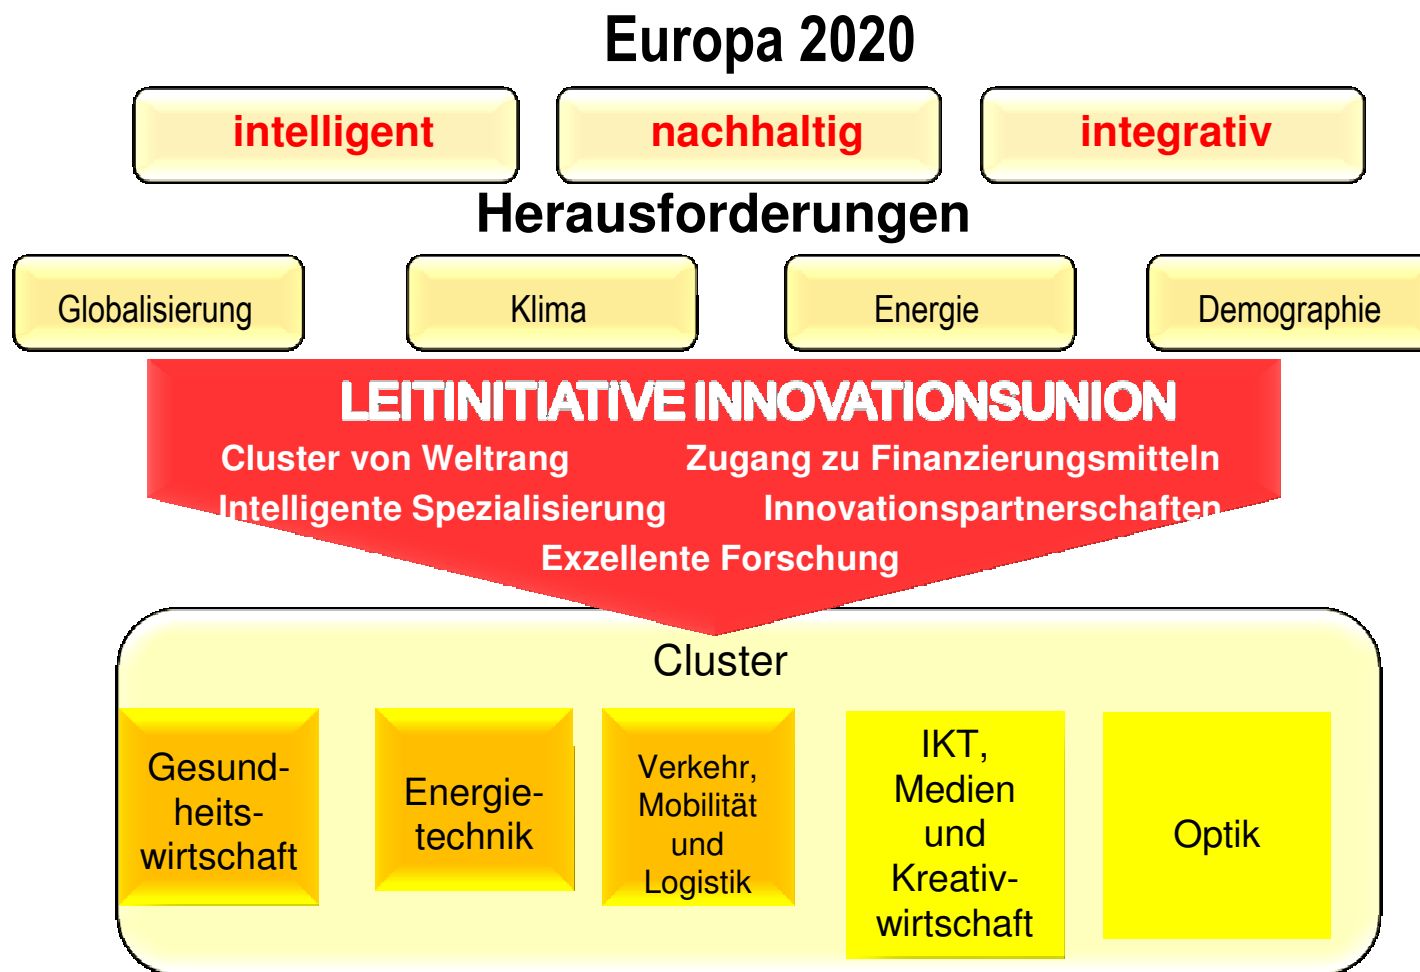 Europa 2020
intelligent
nachhaltig
integrativ
Herausforderungen
Globalisierung
Klima
Energie
Demographie
LEITINITIATIVE INNOVATIONSUNION
Cluster von Weltrang
Zugang zu Finanzierungsmitteln
Intelligente Spezialisierung
Innovationspartnerschaften
Exzellente Forschung
Cluster
Gesund-
heits-
wirtschaft
Energie-
technik
Verkehr,
Mobilität
und
Logistik
IKT,
Medien
und
Kreativ-
wirtschaft
Optik